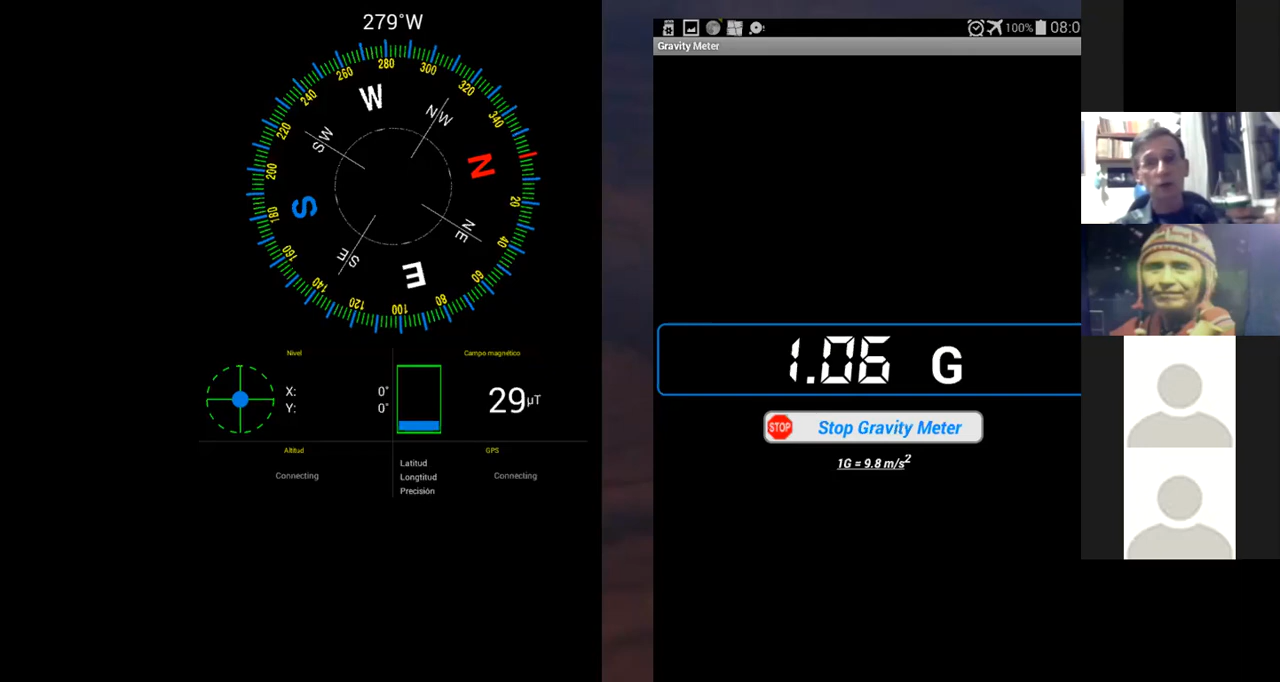 279°W
280
300
320
340
20
40
60
80
100
120
140
160
180
200
220
240
260
W
NW
N
NE
E
SE
S
SW
Nivel
X: 0°
Y: 0°
Campo magnético
29 µT
Altitud
Connecting
GPS
Latitud
Longtitud
Precisión
Connecting
100% 08:0
Gravity Meter
1.06 G
STOP Stop Gravity Meter
1G = 9.8 m/s²